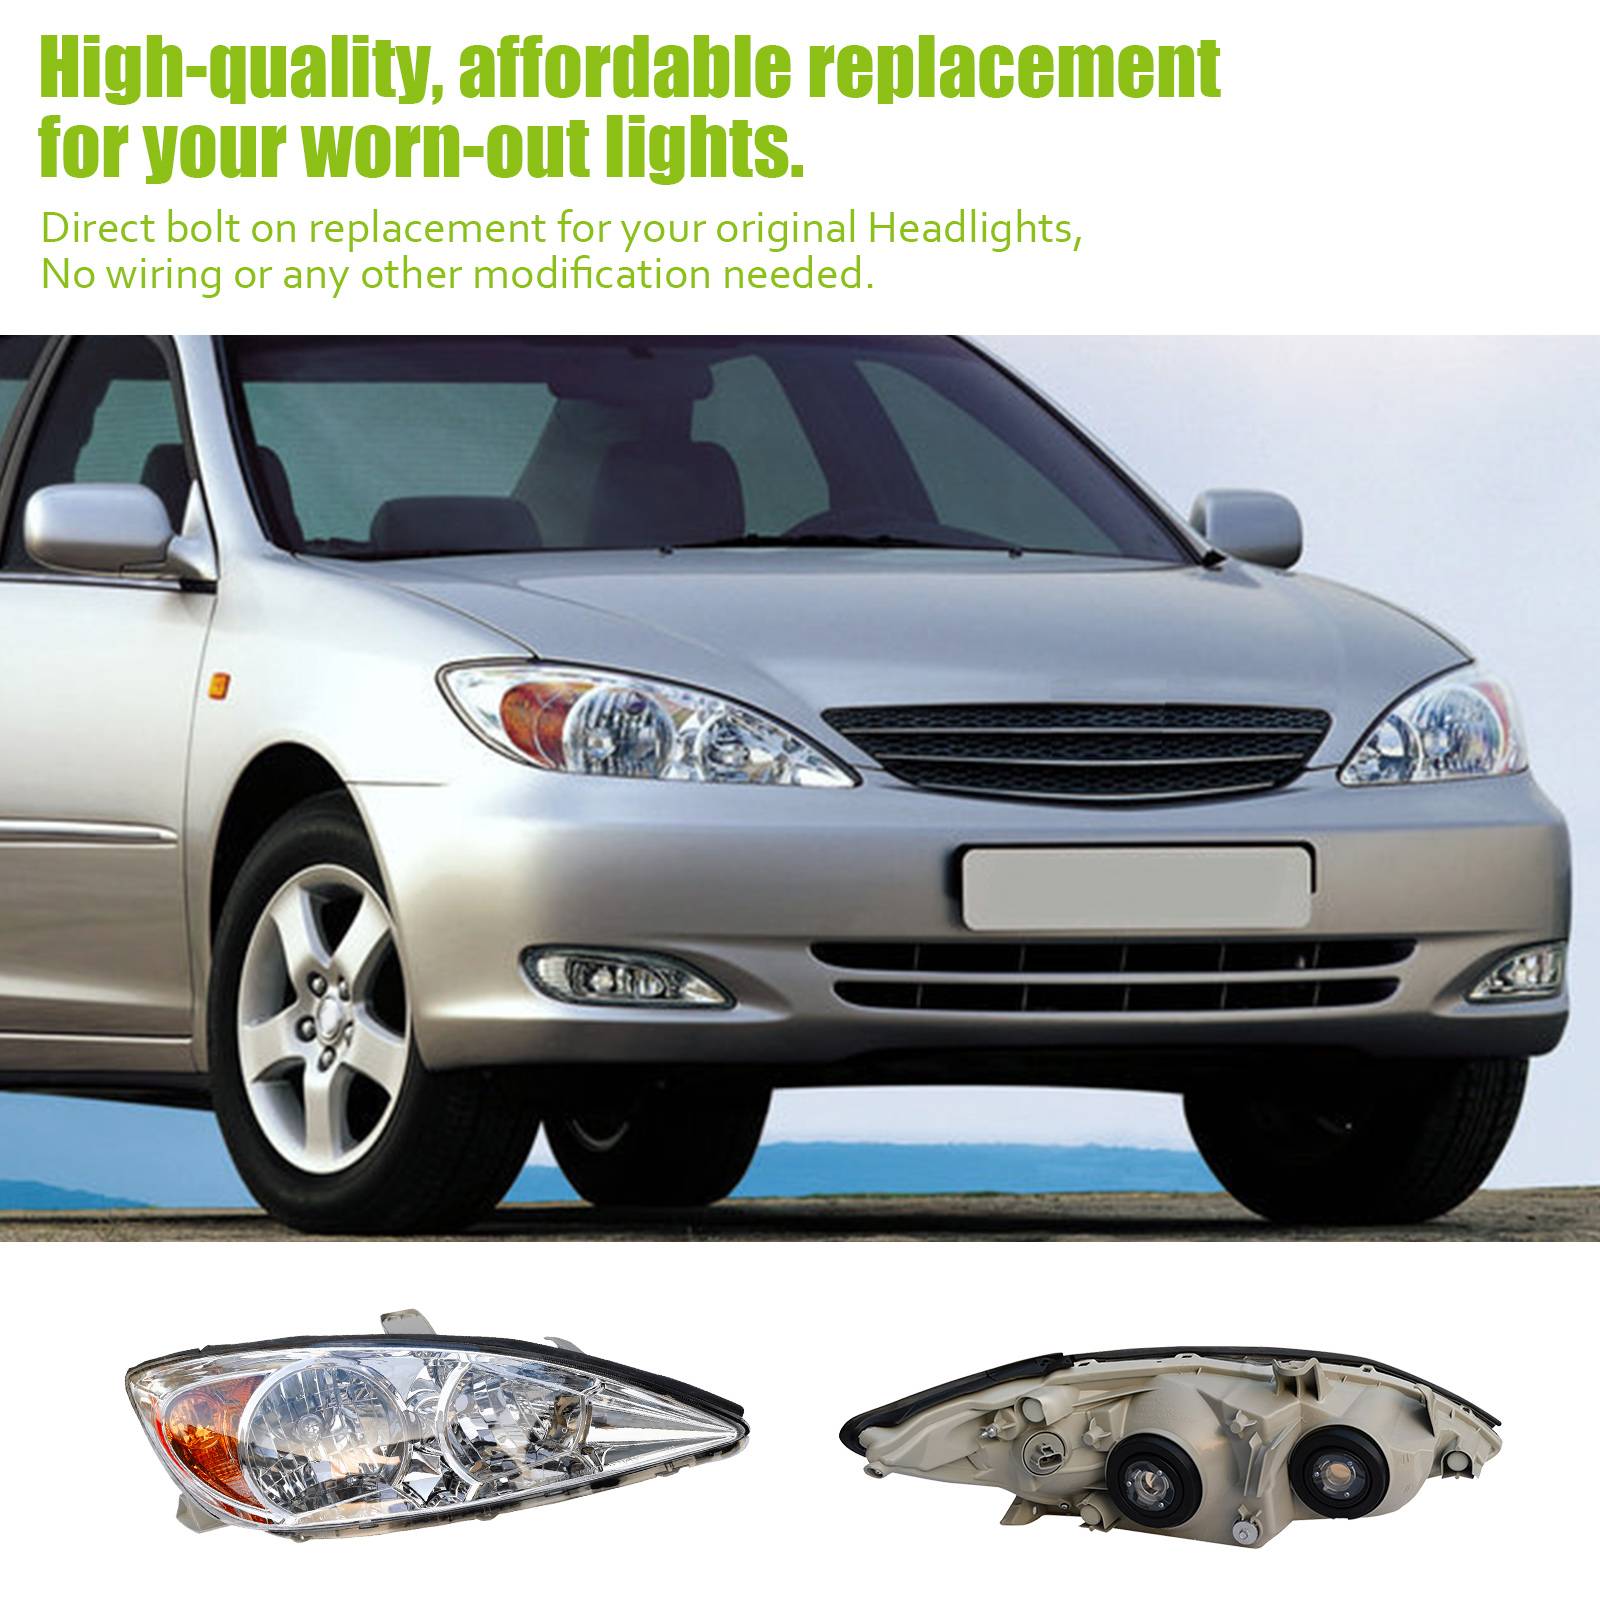 High-quality, affordable replacement
for your worn-out lights.
Direct bolt on replacement for your original Headlights,
No wiring or any other modification needed.